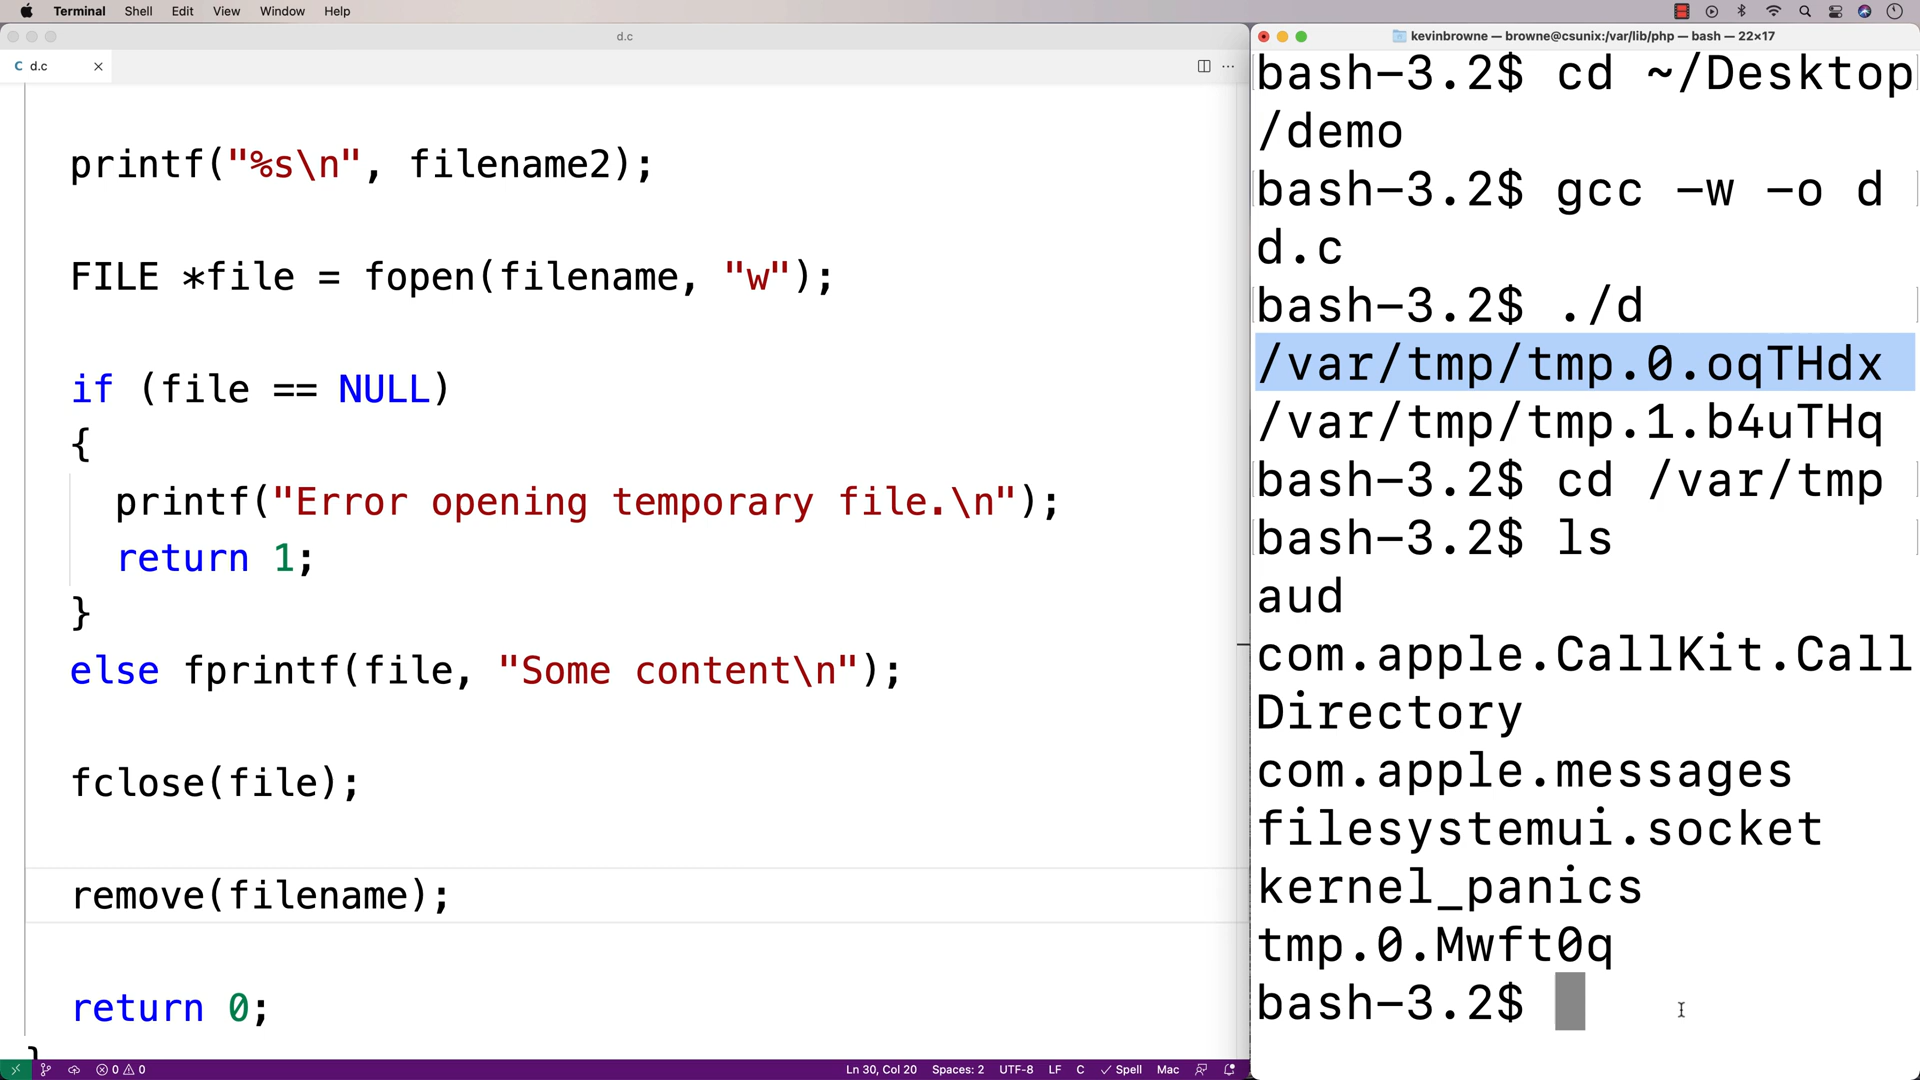 Terminal Shell Edit View Window Help
d.c
C d.c
printf("%s\n", filename2);
FILE *file = fopen(filename, "w");
if (file == NULL)
{
printf("Error opening temporary file.\n");
return 1;
}
else fprintf(file, "Some content\n");
fclose(file);
remove(filename);
return 0;
}
0 0 Ln 30, Col 20 Spaces: 2 UTF-8 LF C Spell Mac
kevinbrowne — browne@csunix:/var/lib/php — bash — 22×17
bash-3.2$ cd ~/Desktop
/demo
bash-3.2$ gcc -w -o d
d.c
bash-3.2$ ./d
/var/tmp/tmp.0.oqTHdx
/var/tmp/tmp.1.b4uTHq
bash-3.2$ cd /var/tmp
bash-3.2$ ls
aud
com.apple.CallKit.Call
Directory
com.apple.messages
filesystemui.socket
kernel_panics
tmp.0.Mwft0q
bash-3.2$